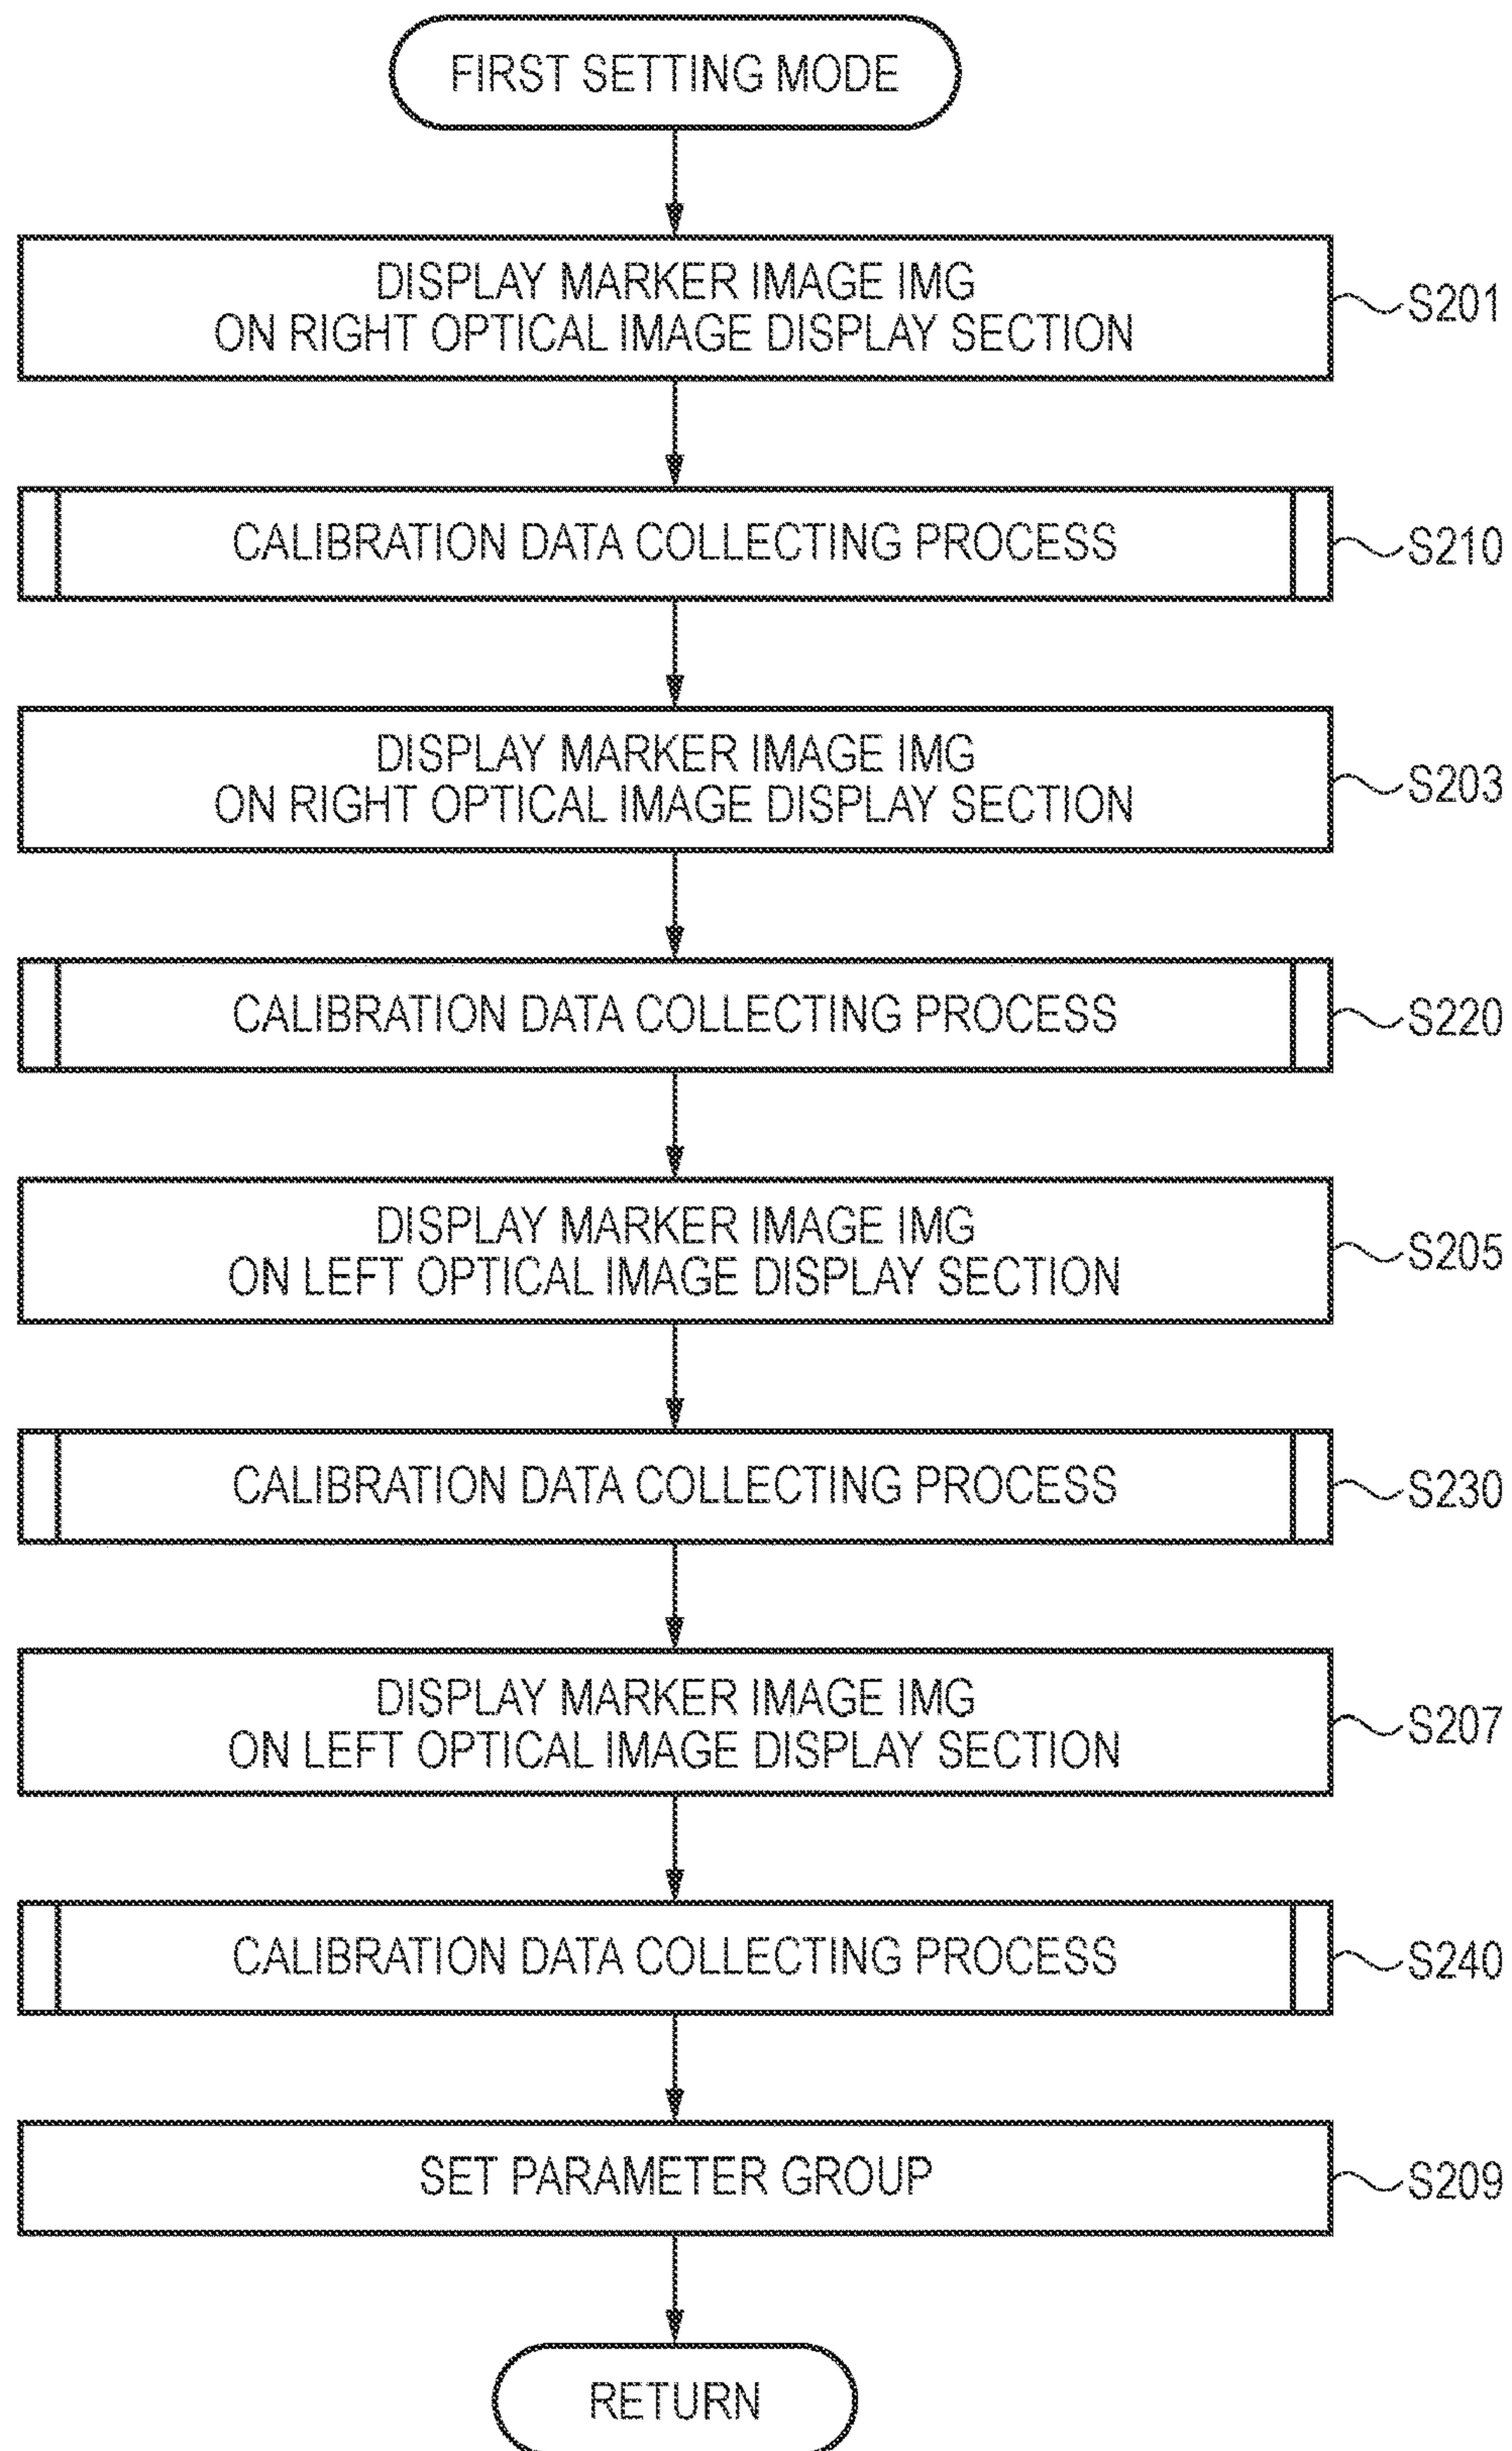 FIRST SETTING MODE
DISPLAY MARKER IMAGE IMG
ON RIGHT OPTICAL IMAGE DISPLAY SECTION
S201
CALIBRATION DATA COLLECTING PROCESS
S210
DISPLAY MARKER IMAGE IMG
ON RIGHT OPTICAL IMAGE DISPLAY SECTION
S203
CALIBRATION DATA COLLECTING PROCESS
S220
DISPLAY MARKER IMAGE IMG
ON LEFT OPTICAL IMAGE DISPLAY SECTION
S205
CALIBRATION DATA COLLECTING PROCESS
S230
DISPLAY MARKER IMAGE IMG
ON LEFT OPTICAL IMAGE DISPLAY SECTION
S207
CALIBRATION DATA COLLECTING PROCESS
S240
SET PARAMETER GROUP
S209
RETURN